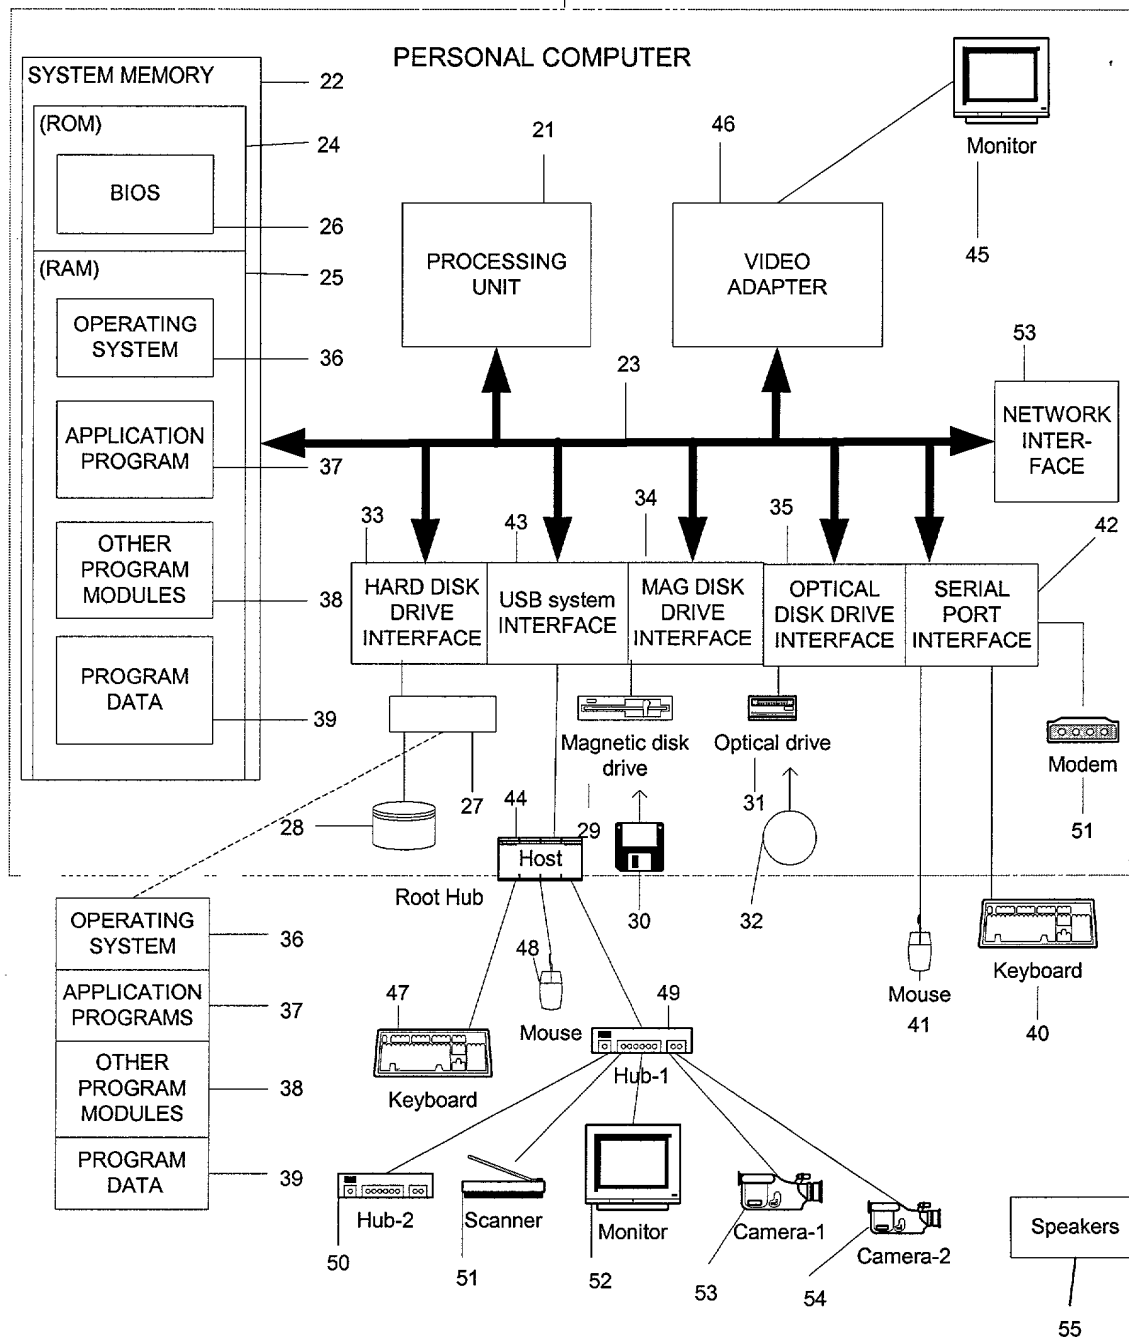 PERSONAL COMPUTER
SYSTEM MEMORY
22
(ROM)
24
BIOS
26
(RAM)
25
OPERATING
SYSTEM
36
APPLICATION
PROGRAM
37
OTHER
PROGRAM
MODULES
38
PROGRAM
DATA
39
21
PROCESSING
UNIT
46
VIDEO
ADAPTER
Monitor
45
23
53
NETWORK
INTER-
FACE
33
HARD DISK
DRIVE
INTERFACE
43
USB system
INTERFACE
34
MAG DISK
DRIVE
INTERFACE
35
OPTICAL
DISK DRIVE
INTERFACE
42
SERIAL
PORT
INTERFACE
27
28
Magnetic disk
drive
29
30
Optical drive
31
32
Modem
51
44
Host
Root Hub
OPERATING
SYSTEM
36
APPLICATION
PROGRAMS
37
OTHER
PROGRAM
MODULES
38
PROGRAM
DATA
39
47
Keyboard
48
Mouse
49
Hub-1
Mouse
41
Keyboard
40
Hub-2
50
Scanner
51
Monitor
52
Camera-1
53
Camera-2
54
Speakers
55